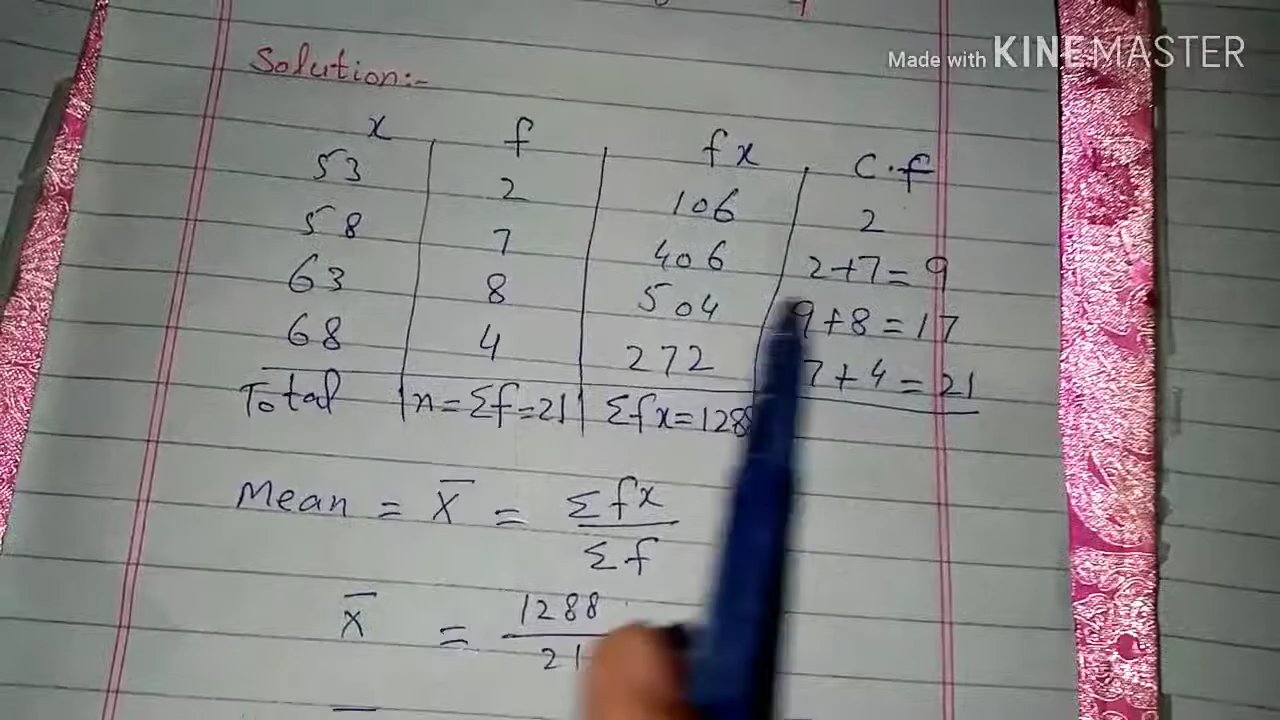 Made with KINEMASTER
Solution:-
x f fx C.f
53 2 106 2
58 7 406 2+7=9
63 8 504 9+8=17
68 4 272 7+4=21
Total n=Σf=21 Σfx=1288
Mean = X̄ = Σfx
Σf
X̄ = 1288
21